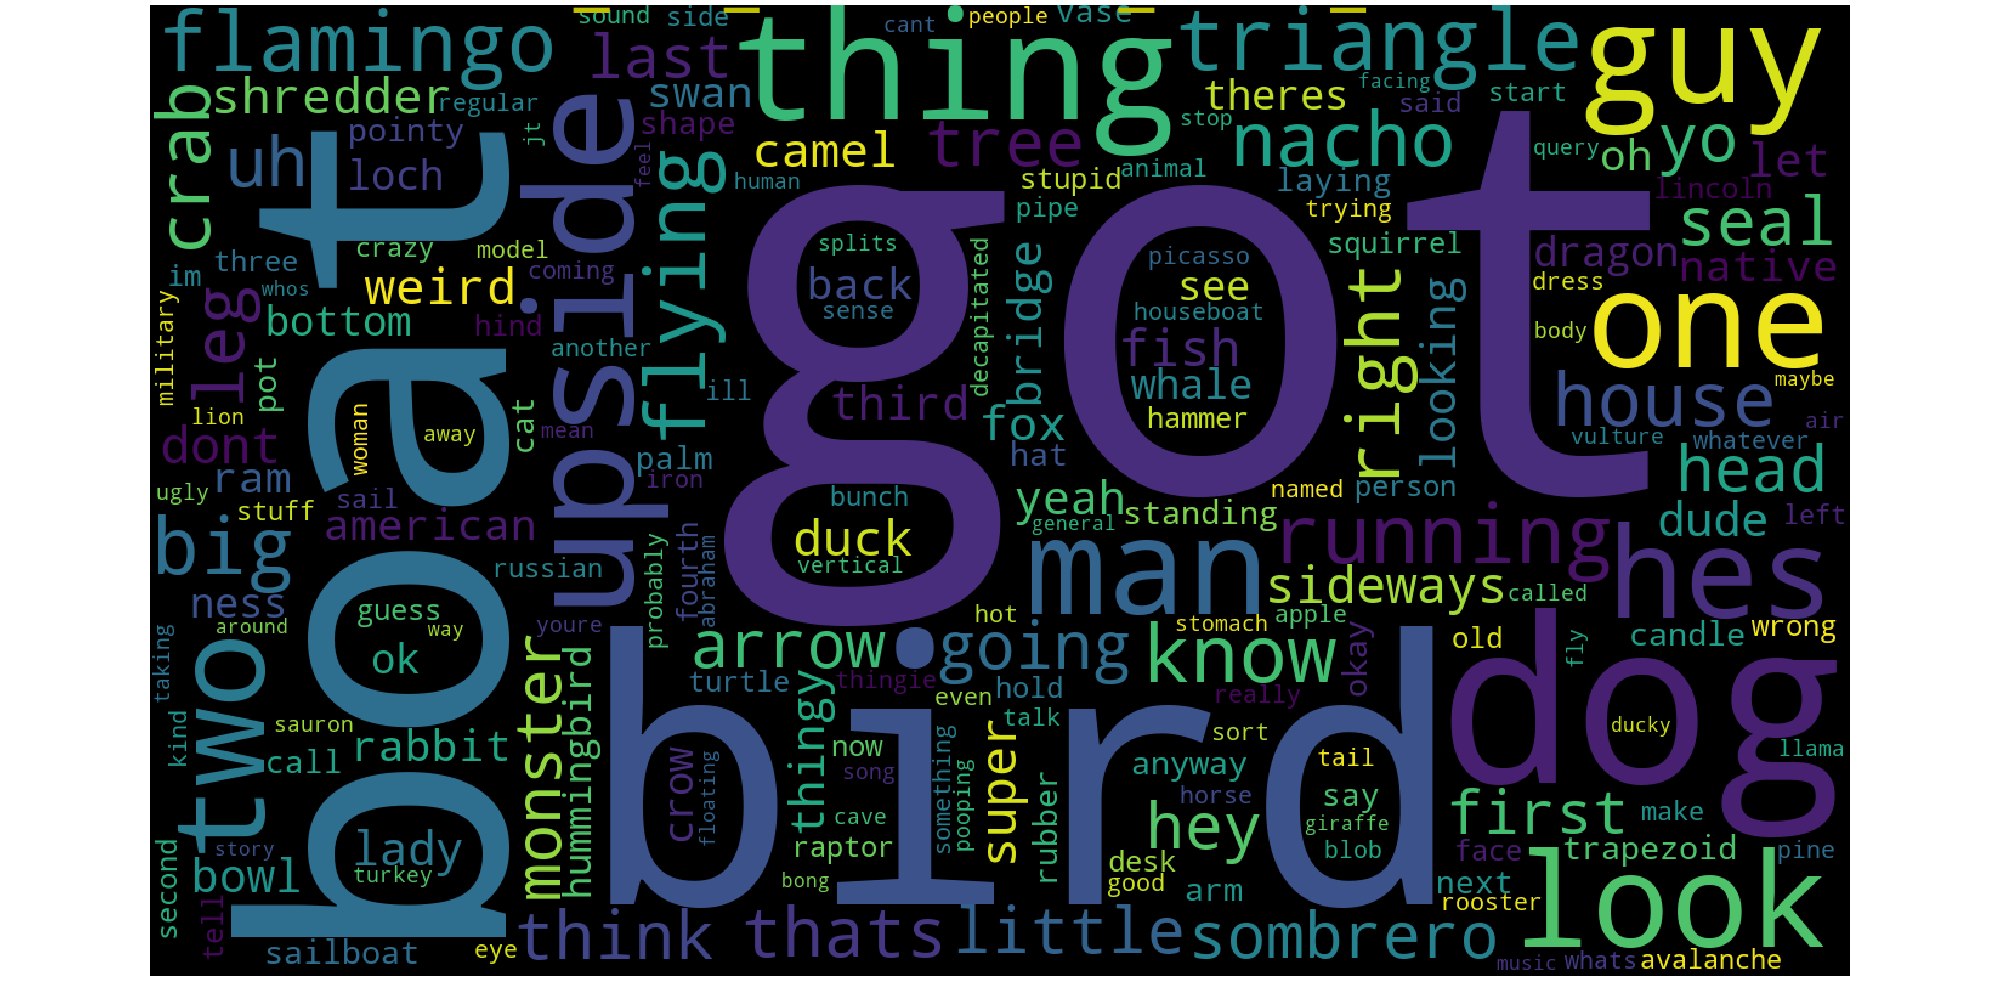 sound
side
cant
people
vase
flamingo
last
thing
triangle
guy
crab
shredder
regular
swan
theres
facing
said
start
uh
pointy
jt
shape
camel
tree
stop
nacho
query
oh
yo
let
loch
feel
human
stupid
animal
laying
lincoln
boat
upside
flying
got
pipe
trying
seal
im
three
crazy
model
coming
splits
decapitated
bridge
picasso
squirrel
dragon
native
military
whos
weird
back
see
right
looking
dress
one
leg
bottom
hind
sense
houseboat
body
another
fish
lion
pot
ill
third
whale
house
maybe
woman
away
cat
mean
fox
hammer
vulture
whatever
air
dont
ram
palm
hat
head
ugly
sail
iron
bunch
yeah
named
person
stuff
american
general
standing
dude
left
big
duck
running
russian
probably
fourth
abraham
vertical
man
sideways
called
hes
ness
guess
youre
hot
stomach
apple
around
way
arrow
going
know
okay
old
fly
candle
wrong
taking
two
ok
monster
hummingbird
turtle
thingie
even
hold
really
bird
dog
kind
sauron
thingy
super
talk
sort
ducky
call
rabbit
crow
floating
now
something
pooping
rubber
anyway
tail
llama
song
horse
say
second
story
lady
cave
hey
giraffe
first
make
bowl
turkey
raptor
desk
blob
face
trapezoid
pine
tell
bong
good
arm
next
rooster
look
sailboat
eye
think
thats
little
sombrero
music
whats
avalanche